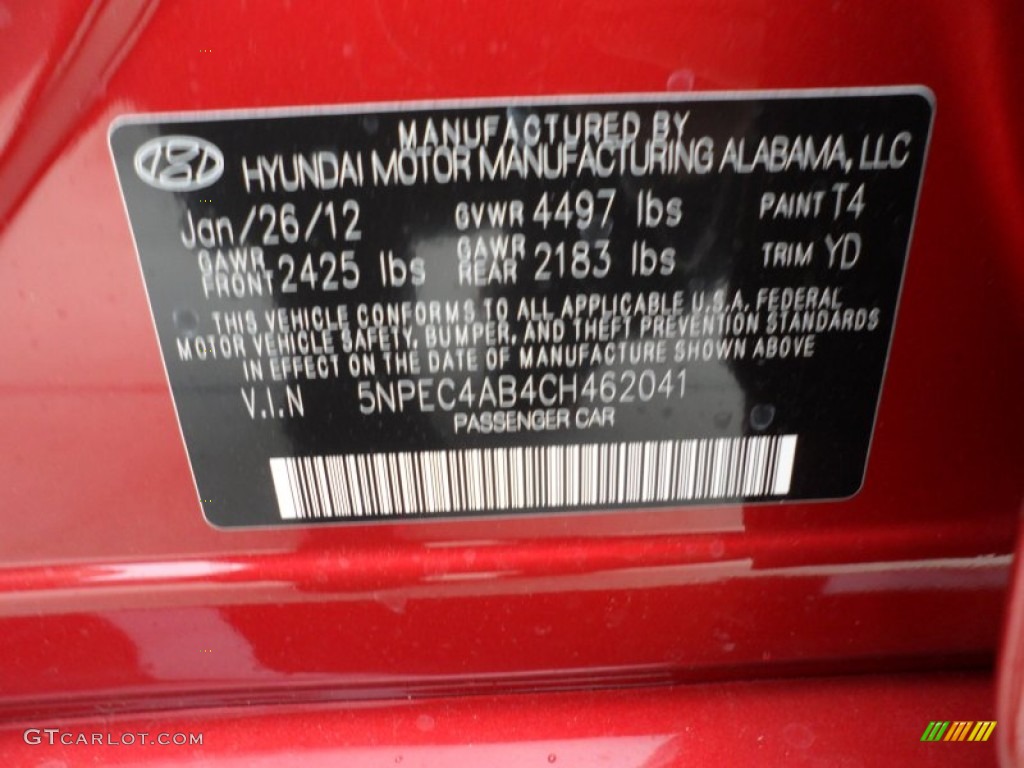 MANUFACTURED BY
HYUNDAI MOTOR MANUFACTURING ALABAMA, LLC
Jan/26/12 GVWR 4497 lbs PAINT T4
GAWR FRONT 2425 lbs GAWR REAR 2183 lbs TRIM YD
THIS VEHICLE CONFORMS TO ALL APPLICABLE U.S.A. FEDERAL
MOTOR VEHICLE SAFETY, BUMPER, AND THEFT PREVENTION STANDARDS
IN EFFECT ON THE DATE OF MANUFACTURE SHOWN ABOVE
V.I.N 5NPEC4AB4CH462041
PASSENGER CAR
GTCARLOT.COM